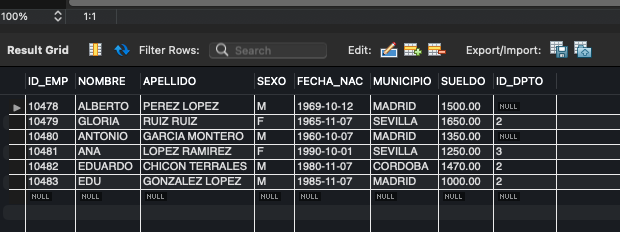 100% 1:1
Result Grid Filter Rows: Search Edit: Export/Import:
ID_EMP NOMBRE APELLIDO SEXO FECHA_NAC MUNICIPIO SUELDO ID_DPTO
10478 ALBERTO PEREZ LOPEZ M 1969-10-12 MADRID 1500.00 NULL
10479 GLORIA RUIZ RUIZ F 1965-11-07 SEVILLA 1650.00 2
10480 ANTONIO GARCIA MONTERO M 1960-10-07 MADRID 1350.00 NULL
10481 ANA LOPEZ RAMIREZ F 1990-10-01 SEVILLA 1250.00 3
10482 EDUARDO CHICON TERRALES M 1980-11-07 CORDOBA 1470.00 2
10483 EDU GONZALEZ LOPEZ M 1985-11-07 MADRID 1000.00 2
NULL NULL NULL NULL NULL NULL NULL NULL